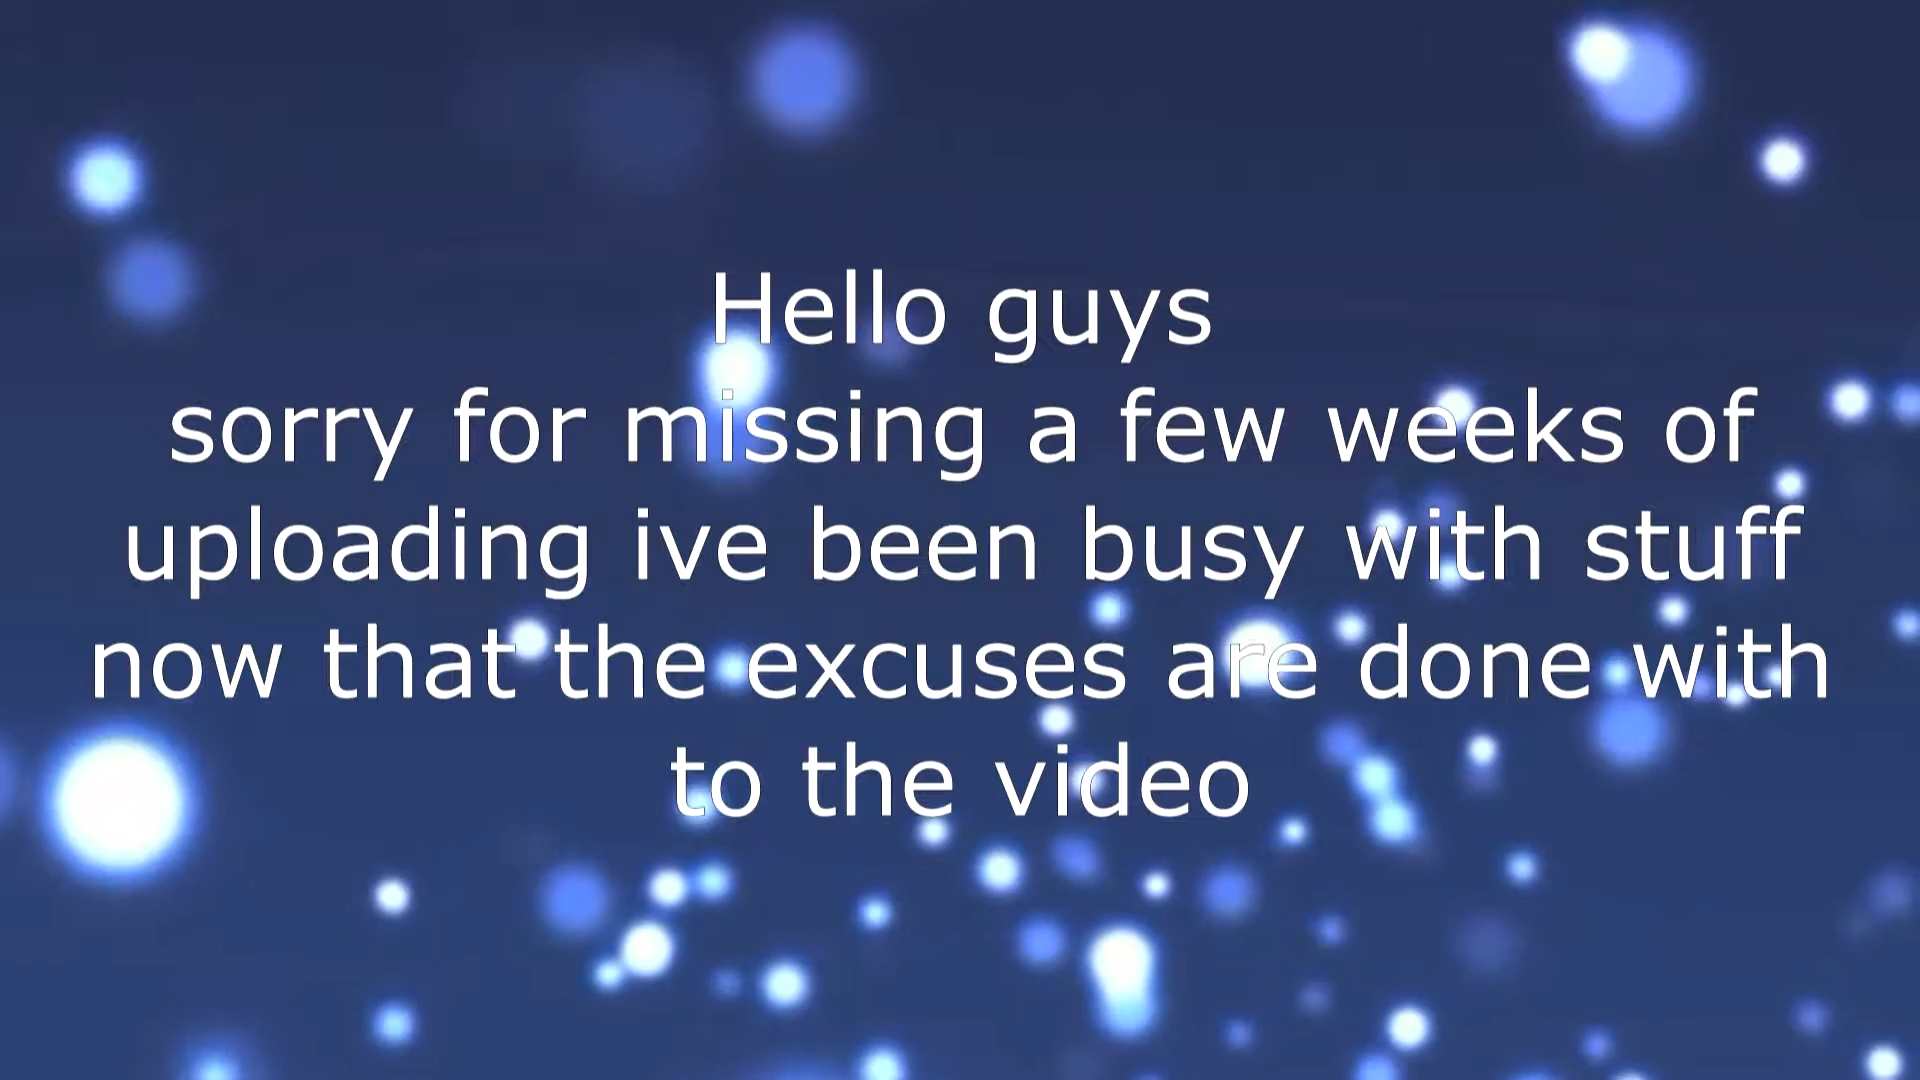 Hello guys
sorry for missing a few weeks of
uploading ive been busy with stuff
now that the excuses are done with
to the video